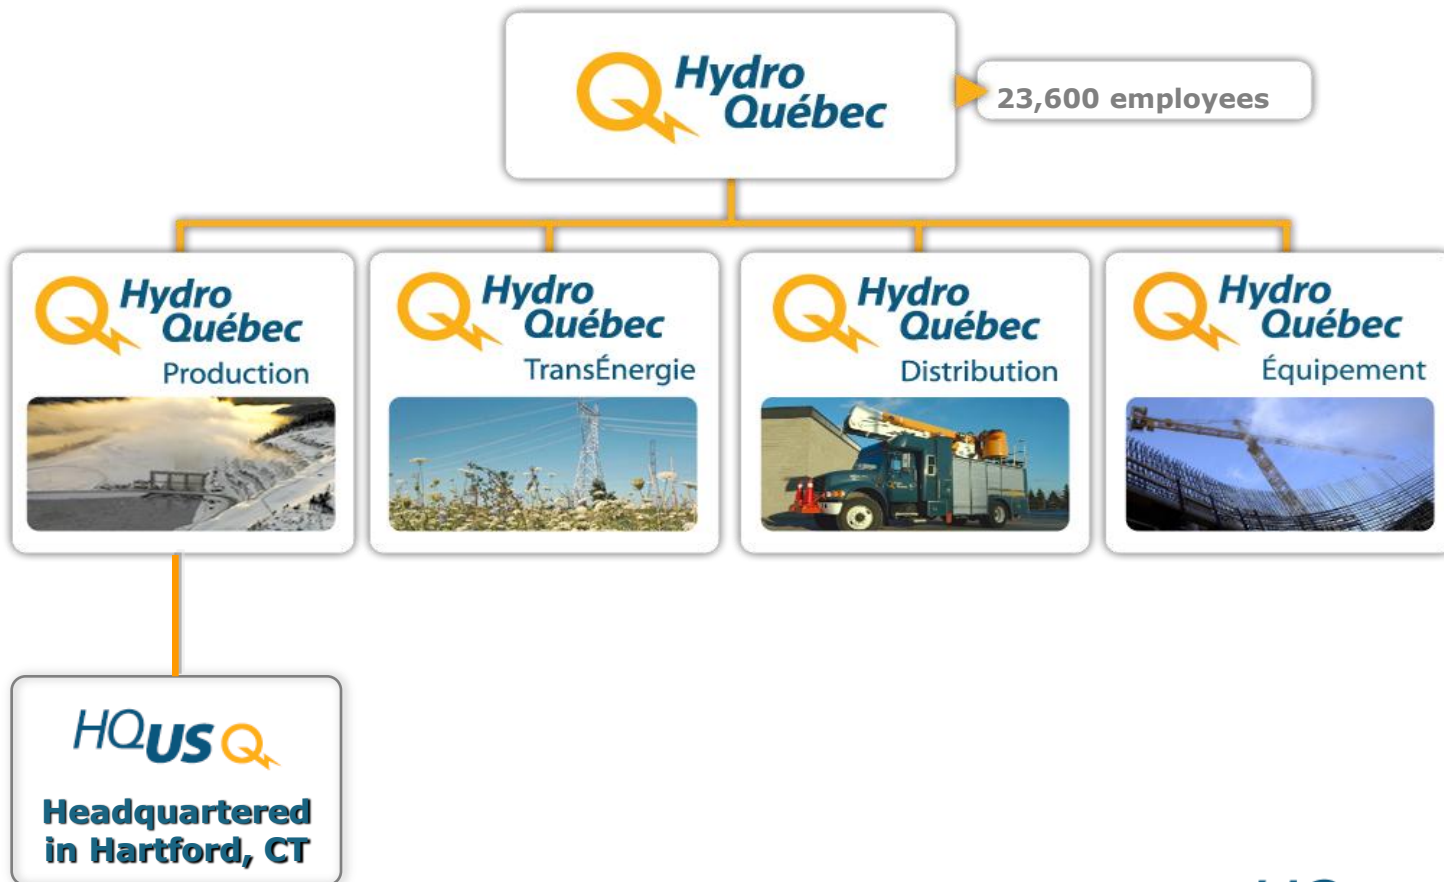 Hydro
Québec
23,600 employees
Hydro
Québec
Production
Hydro
Québec
TransÉnergie
Hydro
Québec
Distribution
Hydro
Québec
Équipement
HQUS
Headquartered
in Hartford, CT